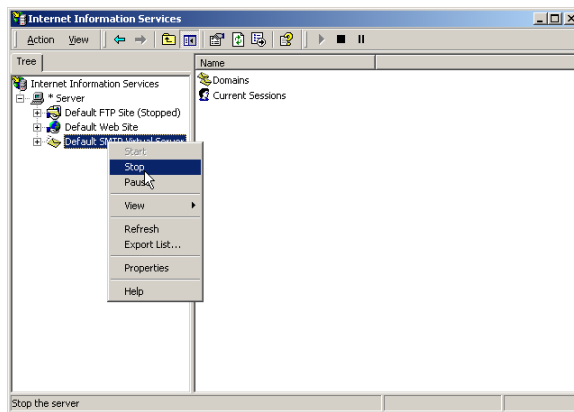 Internet Information Services
Action View
Tree
Name
Internet Information Services
* Server
Default FTP Site (Stopped)
Default Web Site
Default SMTP Virtual Server
Domains
Current Sessions
Start
Stop
Pause
View
Refresh
Export List...
Properties
Help
Stop the server